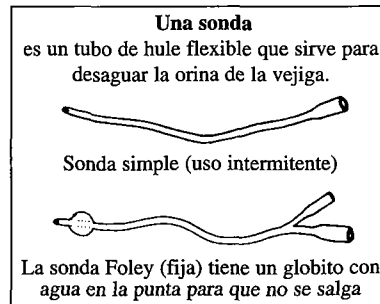 Una sonda
es un tubo de hule flexible que sirve para
desaguar la orina de la vejiga.
Sonda simple (uso intermitente)
La sonda Foley (fija) tiene un globito con
agua en la punta para que no se salga